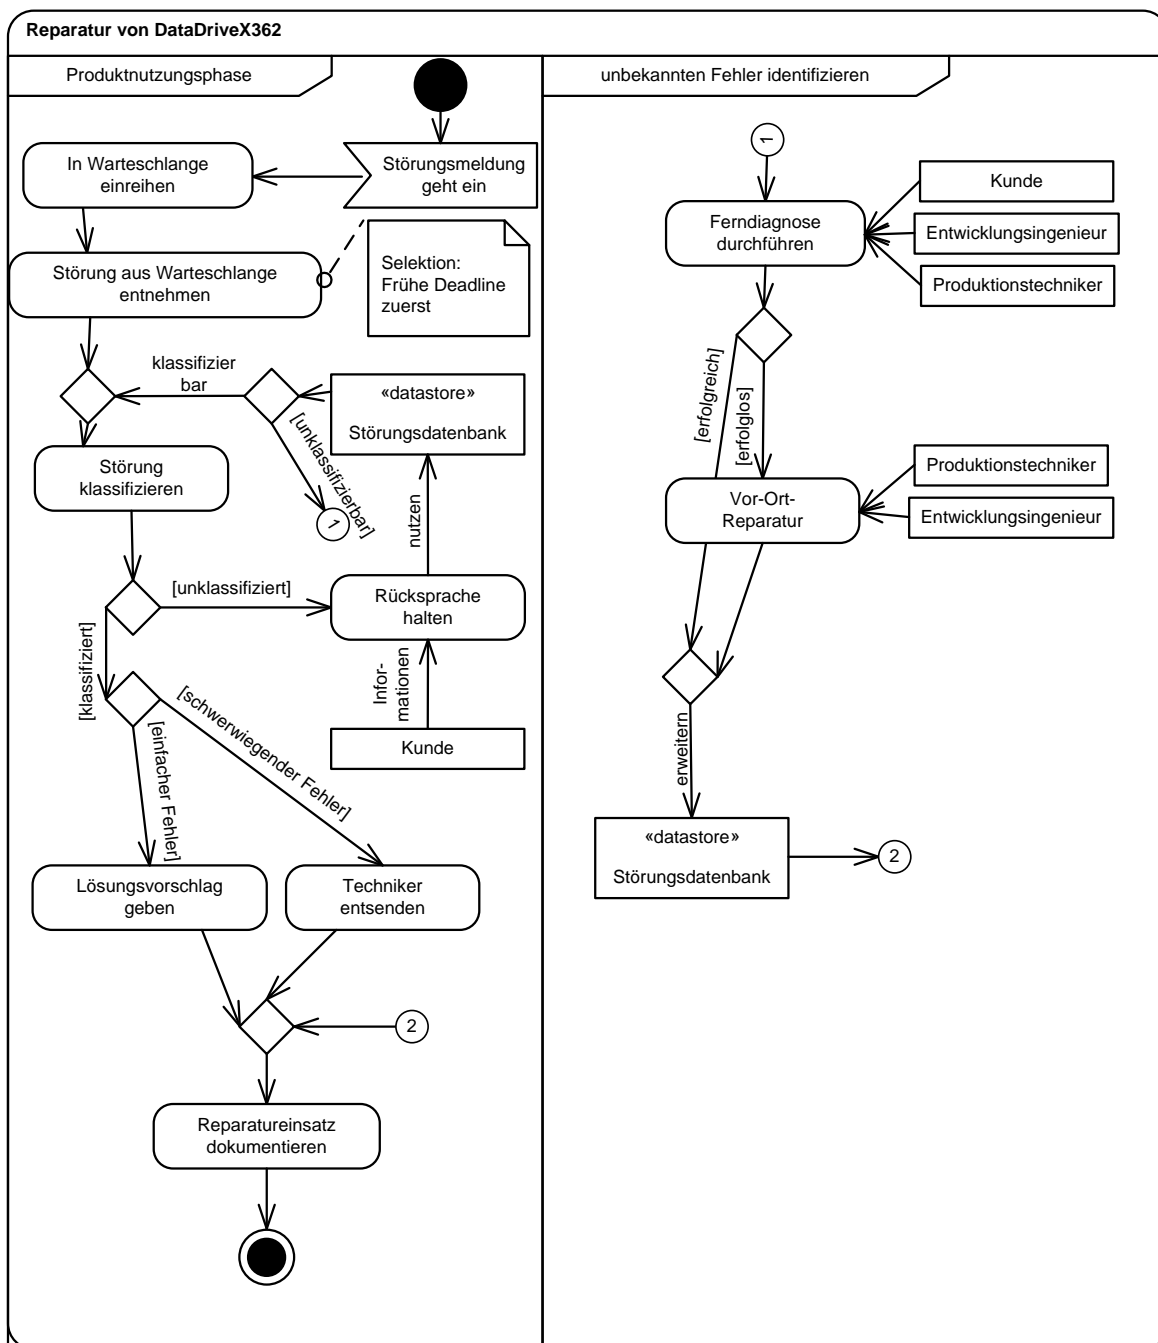 Reparatur von DataDriveX362
Produktnutzungsphase
In Warteschlange
einreihen
Störungsmeldung
geht ein
Störung aus Warteschlange
entnehmen
Selektion:
Frühe Deadline
zuerst
klassifizier
bar
«datastore»
Störungsdatenbank
[unklassifizierbar]
1
Störung
klassifizieren
nutzen
[unklassifiziert]
Rücksprache
halten
[klassifiziert]
Infor-
mationen
Kunde
[einfacher Fehler]
[schwerwiegender Fehler]
Lösungsvorschlag
geben
Techniker
entsenden
2
Reparatureinsatz
dokumentieren
unbekannten Fehler identifizieren
1
Ferndiagnose
durchführen
Kunde
Entwicklungsingenieur
Produktionstechniker
[erfolgreich]
[erfolglos]
Vor-Ort-
Reparatur
Produktionstechniker
Entwicklungsingenieur
erweitern
«datastore»
Störungsdatenbank
2